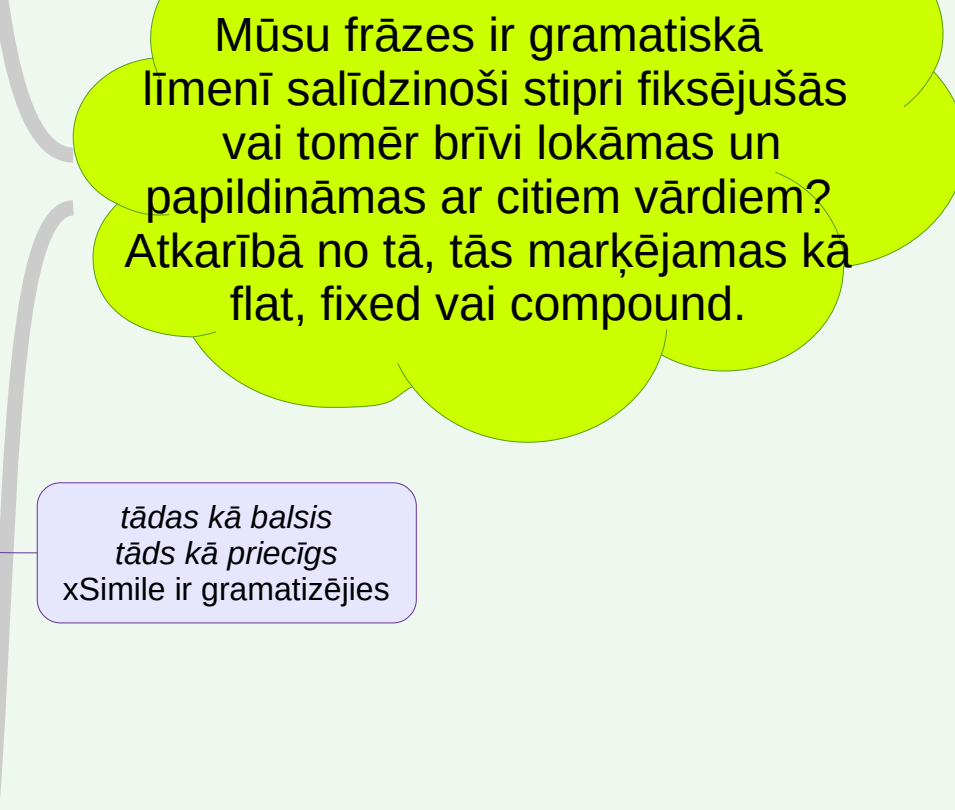 Mūsu frāzes ir gramatiskā
līmenī salīdzinoši stipri fiksējušās
vai tomēr brīvi lokāmas un
papildināmas ar citiem vārdiem?
Atkarībā no tā, tās marķējamas kā
flat, fixed vai compound.
tādas kā balsis
tāds kā priecīgs
xSimile ir gramatizējies